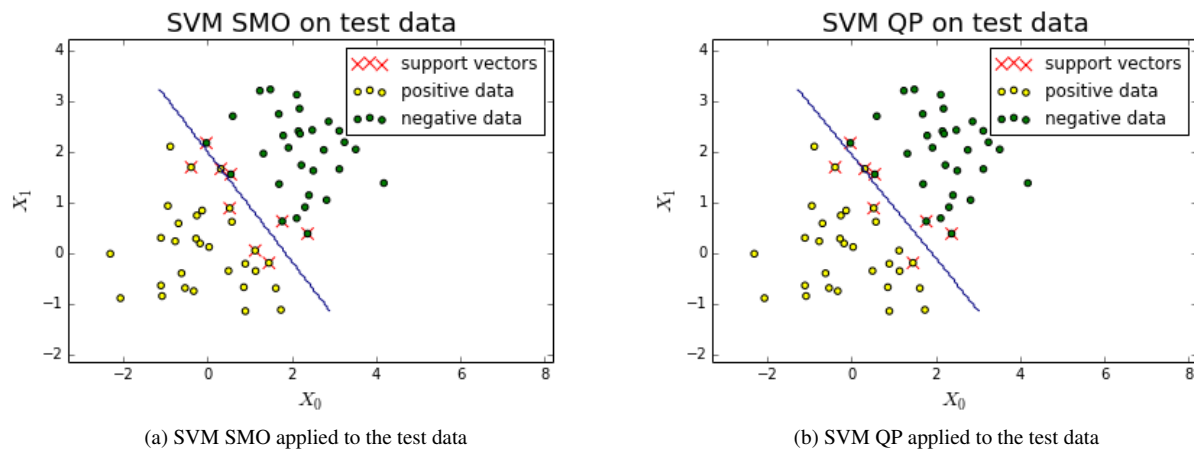 SVM SMO on test data
4
3
2
1
0
−1
−2
X₁
support vectors
positive data
negative data
−2
0
2
4
6
8
X₀
(a) SVM SMO applied to the test data
SVM QP on test data
4
3
2
1
0
−1
−2
X₁
support vectors
positive data
negative data
−2
0
2
4
6
8
X₀
(b) SVM QP applied to the test data